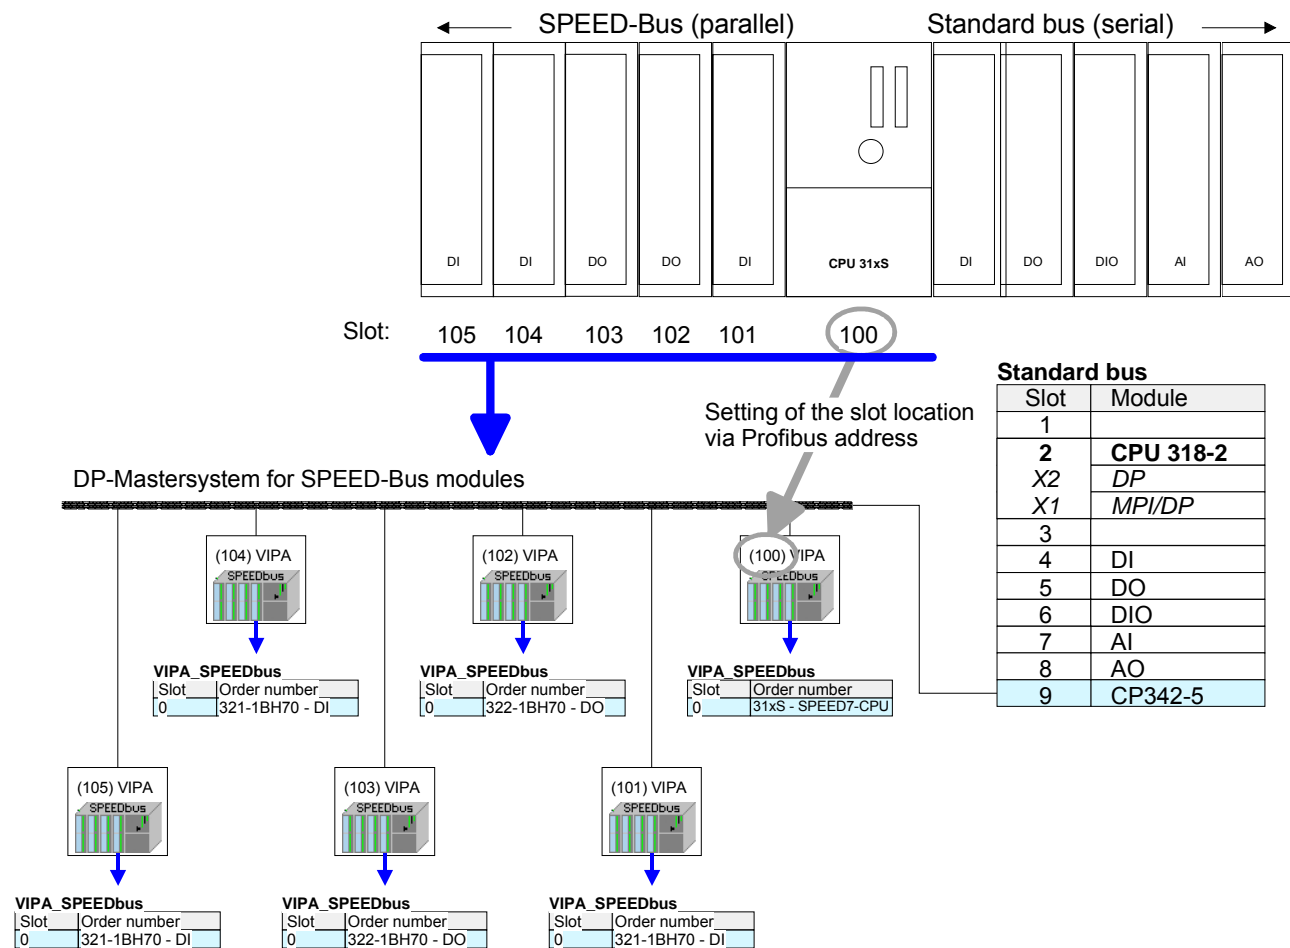 SPEED-Bus (parallel) Standard bus (serial)
DI DI DO DO DI CPU 31xS DI DO DIO AI AO
Slot: 105 104 103 102 101 100
Setting of the slot location
via Profibus address
DP-Mastersystem for SPEED-Bus modules
Standard bus
Slot Module
1
2 CPU 318-2
X2 DP
X1 MPI/DP
3
4 DI
5 DO
6 DIO
7 AI
8 AO
9 CP342-5
(104) VIPA
SPEEDbus
VIPA_SPEEDbus
Slot Order number
0 321-1BH70 - DI
(102) VIPA
SPEEDbus
VIPA_SPEEDbus
Slot Order number
0 322-1BH70 - DO
(100) VIPA
SPEEDbus
VIPA_SPEEDbus
Slot Order number
0 31xS - SPEED7-CPU
(105) VIPA
SPEEDbus
VIPA_SPEEDbus
Slot Order number
0 321-1BH70 - DI
(103) VIPA
SPEEDbus
VIPA_SPEEDbus
Slot Order number
0 322-1BH70 - DO
(101) VIPA
SPEEDbus
VIPA_SPEEDbus
Slot Order number
0 321-1BH70 - DI